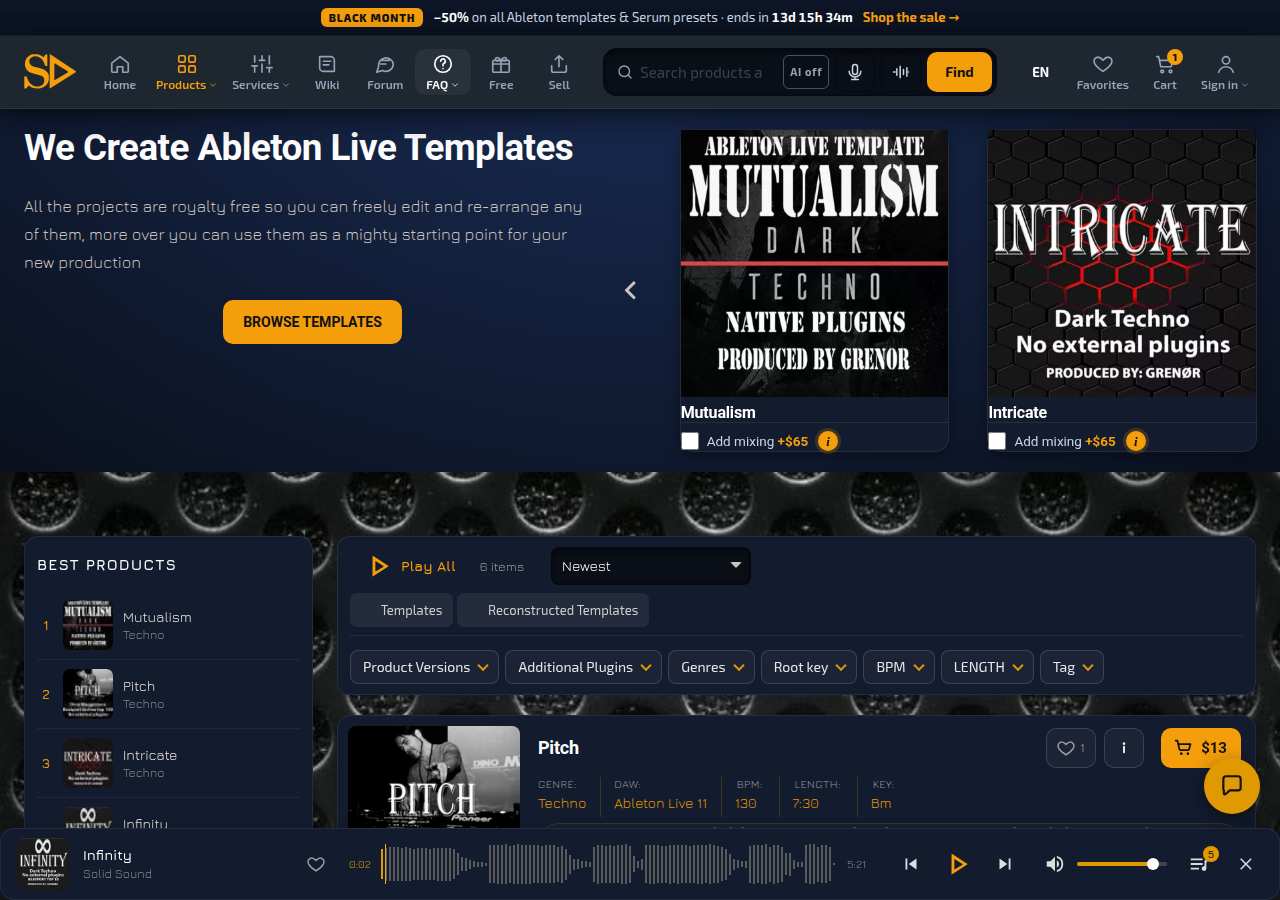 BLACK MONTH −50% on all Ableton templates & Serum presets · ends in 13d 15h 34m Shop the sale →
Home
Products
Services
Wiki
Forum
FAQ
Free
Sell
Search products a
AI off
Find
EN
Favorites
1
Cart
Sign in
We Create Ableton Live Templates
All the projects are royalty free so you can freely edit and re-arrange any
of them, more over you can use them as a mighty starting point for your
new production
BROWSE TEMPLATES
ABLETON LIVE TEMPLATE
MUTUALISM
DARK
TECHNO
NATIVE PLUGINS
PRODUCED BY GRENOR
Mutualism
Add mixing +$65 i
INTRICATE
Dark Techno
No external plugins
PRODUCED BY: GRENØR
Intricate
Add mixing +$65 i
BEST PRODUCTS
1
Mutualism
Techno
2
PITCH
Pitch
Techno
3
INTRICATE
Intricate
Techno
Infinity
Play All
6 items
Newest
Templates
Reconstructed Templates
Product Versions
Additional Plugins
Genres
Root key
BPM
LENGTH
Tag
PITCH
Pioneer
Pitch
1
i
$13
GENRE:
Techno
DAW:
Ableton Live 11
BPM:
130
LENGTH:
7:30
KEY:
Bm
INFINITY
Infinity
Solid Sound
0:02
5:21
5